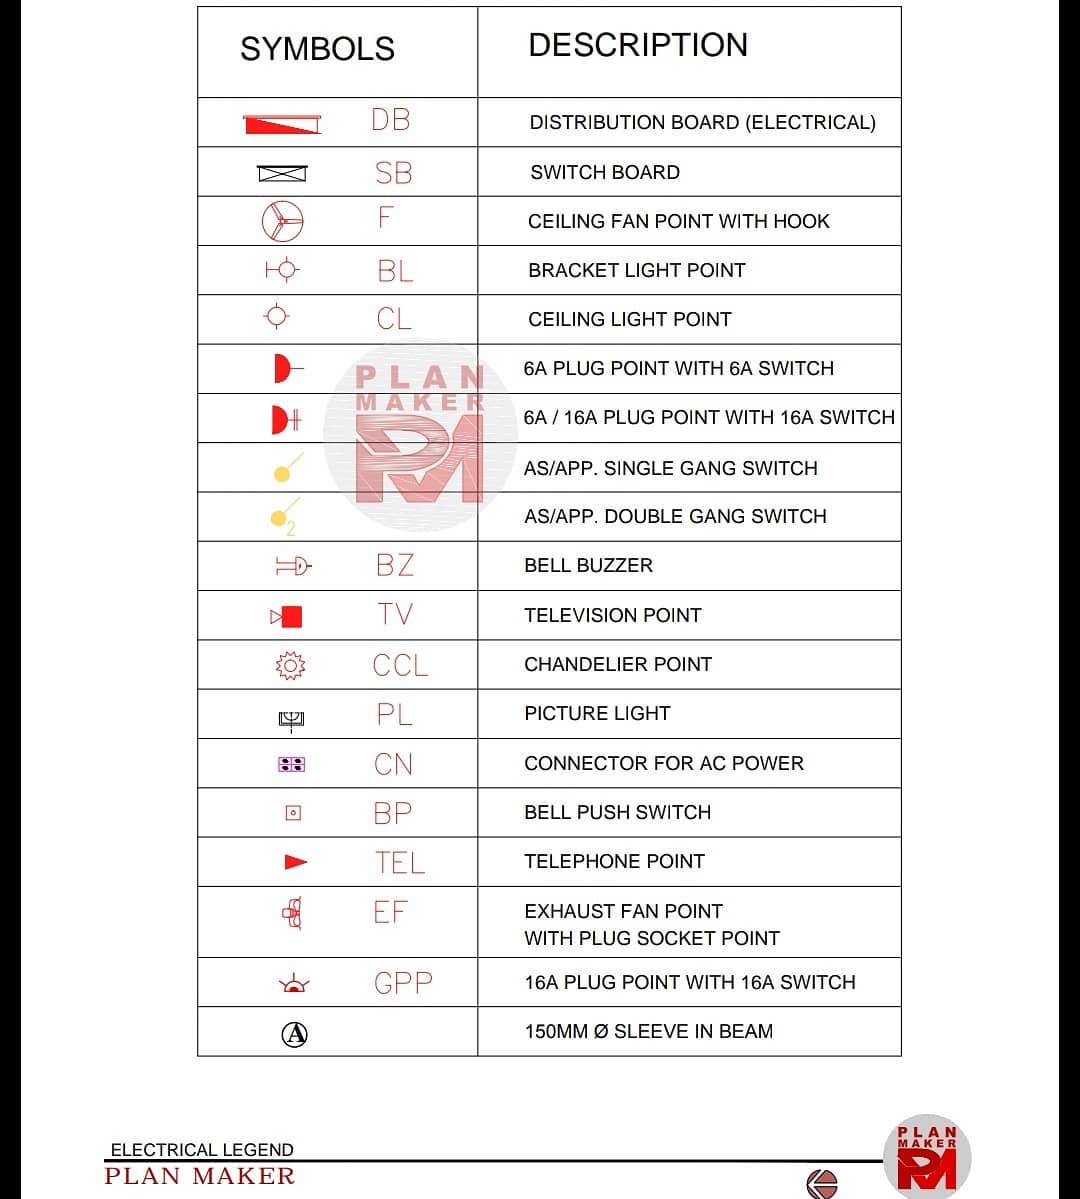 SYMBOLS DESCRIPTION
DB DISTRIBUTION BOARD (ELECTRICAL)
SB SWITCH BOARD
F CEILING FAN POINT WITH HOOK
BL BRACKET LIGHT POINT
CL CEILING LIGHT POINT
6A PLUG POINT WITH 6A SWITCH
PLAN
MAKER
PM
6A / 16A PLUG POINT WITH 16A SWITCH
AS/APP. SINGLE GANG SWITCH
2 AS/APP. DOUBLE GANG SWITCH
BZ BELL BUZZER
TV TELEVISION POINT
CCL CHANDELIER POINT
PL PICTURE LIGHT
CN CONNECTOR FOR AC POWER
BP BELL PUSH SWITCH
TEL TELEPHONE POINT
EF EXHAUST FAN POINT
WITH PLUG SOCKET POINT
GPP 16A PLUG POINT WITH 16A SWITCH
A 150MM Ø SLEEVE IN BEAM
ELECTRICAL LEGEND
PLAN MAKER
PLAN
MAKER
PM